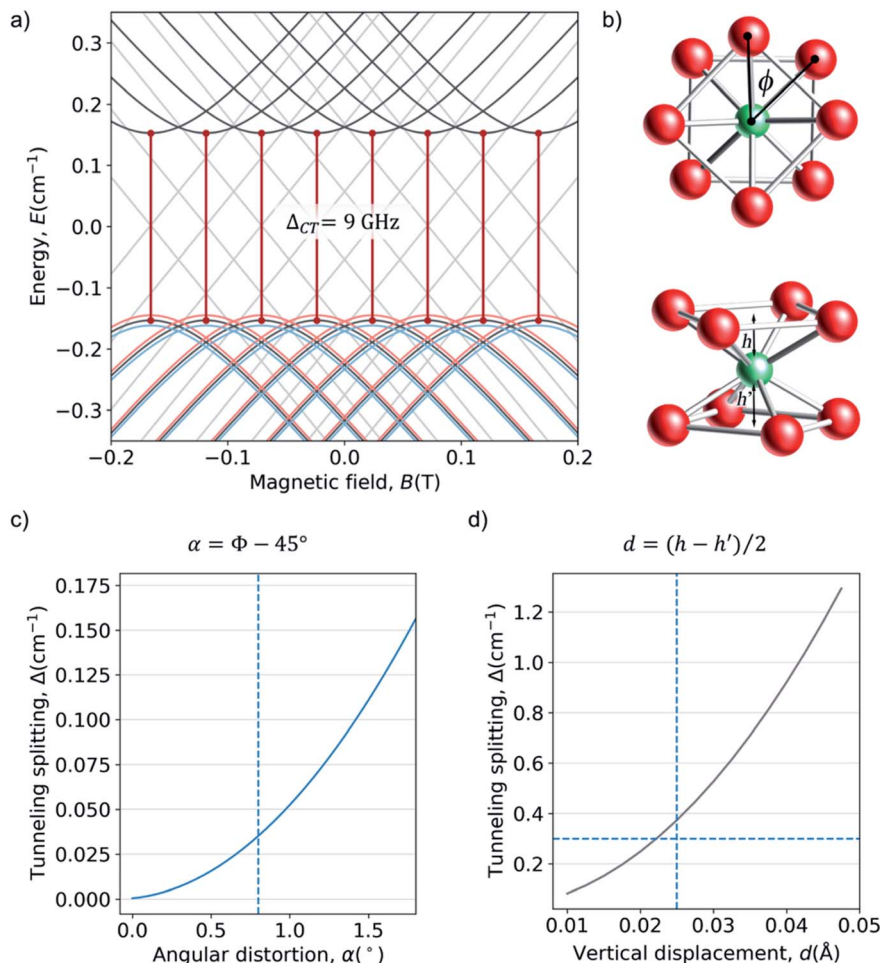 a)
0.3
0.2
0.1
0.0
−0.1
−0.2
−0.3
Energy, E(cm⁻¹)
Δ_CT = 9 GHz
−0.2
−0.1
0.0
0.1
0.2
Magnetic field, B(T)
b)
ϕ
h
h'
c)
α = Φ − 45°
0.175
0.150
0.125
0.100
0.075
0.050
0.025
0.000
Tunneling splitting, Δ(cm⁻¹)
0.0
0.5
1.0
1.5
Angular distortion, α(°)
d)
d = (h − h')/2
1.2
1.0
0.8
0.6
0.4
0.2
Tunneling splitting, Δ(cm⁻¹)
0.01
0.02
0.03
0.04
0.05
Vertical displacement, d(Å)